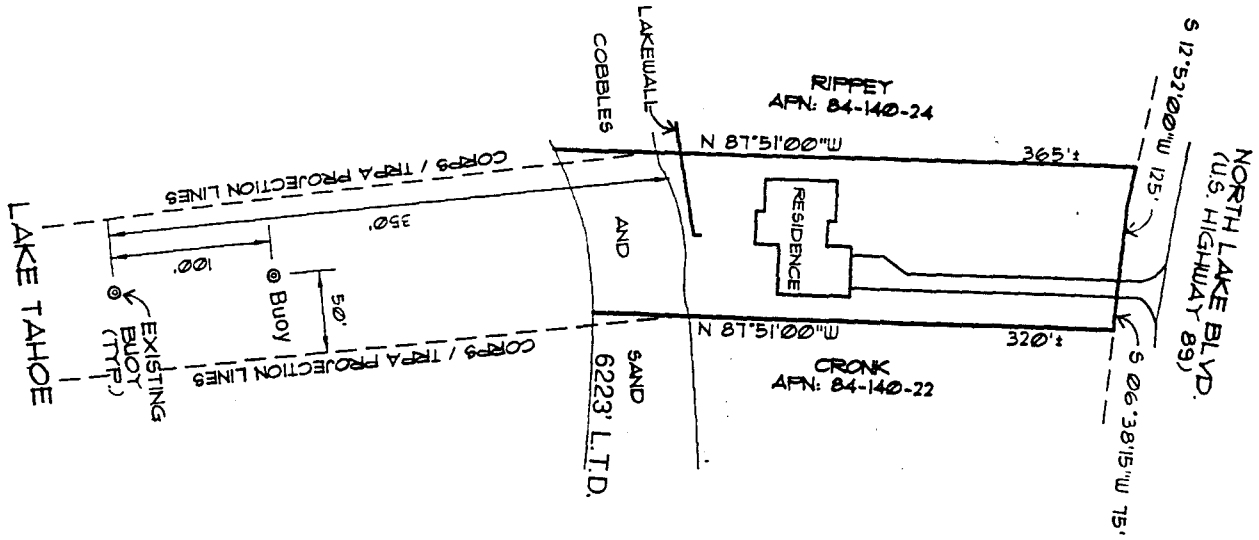 S 12°52'00"W 125'
NORTH LAKE BLVD.
(U.S. HIGHWAY 89)
RIPPEY
APN: 84-140-24
LAKEWALL
COBBLES
N 87°51'00"W
365'±
CORPS / TRPA PROJECTION LINES
350'
RESIDENCE
AND
LAKE TAHOE
100'
Buoy
50'
EXISTING
BUOY
(TYP.)
N 87°51'00"W
320'±
S 06°38'15"W 75'
CORPS / TRPA PROJECTION LINES
SAND
6223' L.T.D.
CRONK
APN: 84-140-22